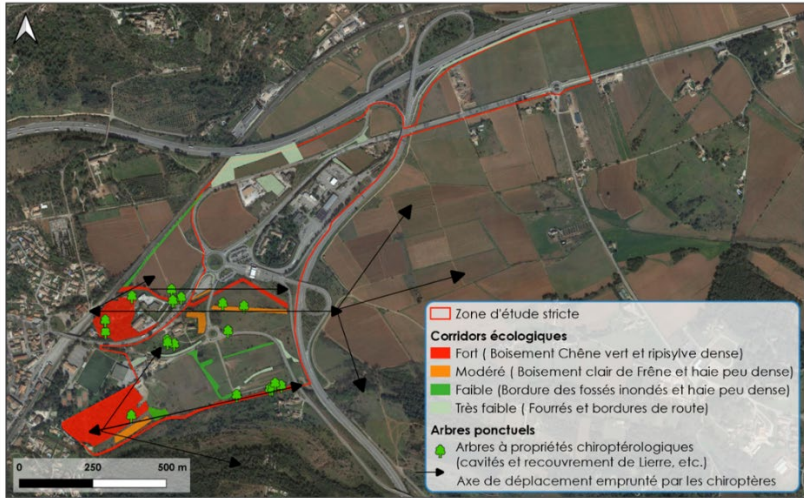 Zone d'étude stricte
Corridors écologiques
Fort ( Boisement Chêne vert et ripisylve dense)
Modéré ( Boisement clair de Frêne et haie peu dense)
Faible (Bordure des fossés inondés et haie peu dense)
Très faible ( Fourrés et bordures de route)
Arbres ponctuels
Arbres à propriétés chiroptérologiques
(cavités et recouvrement de Lierre, etc.)
Axe de déplacement emprunté par les chiroptères
0 250 500 m